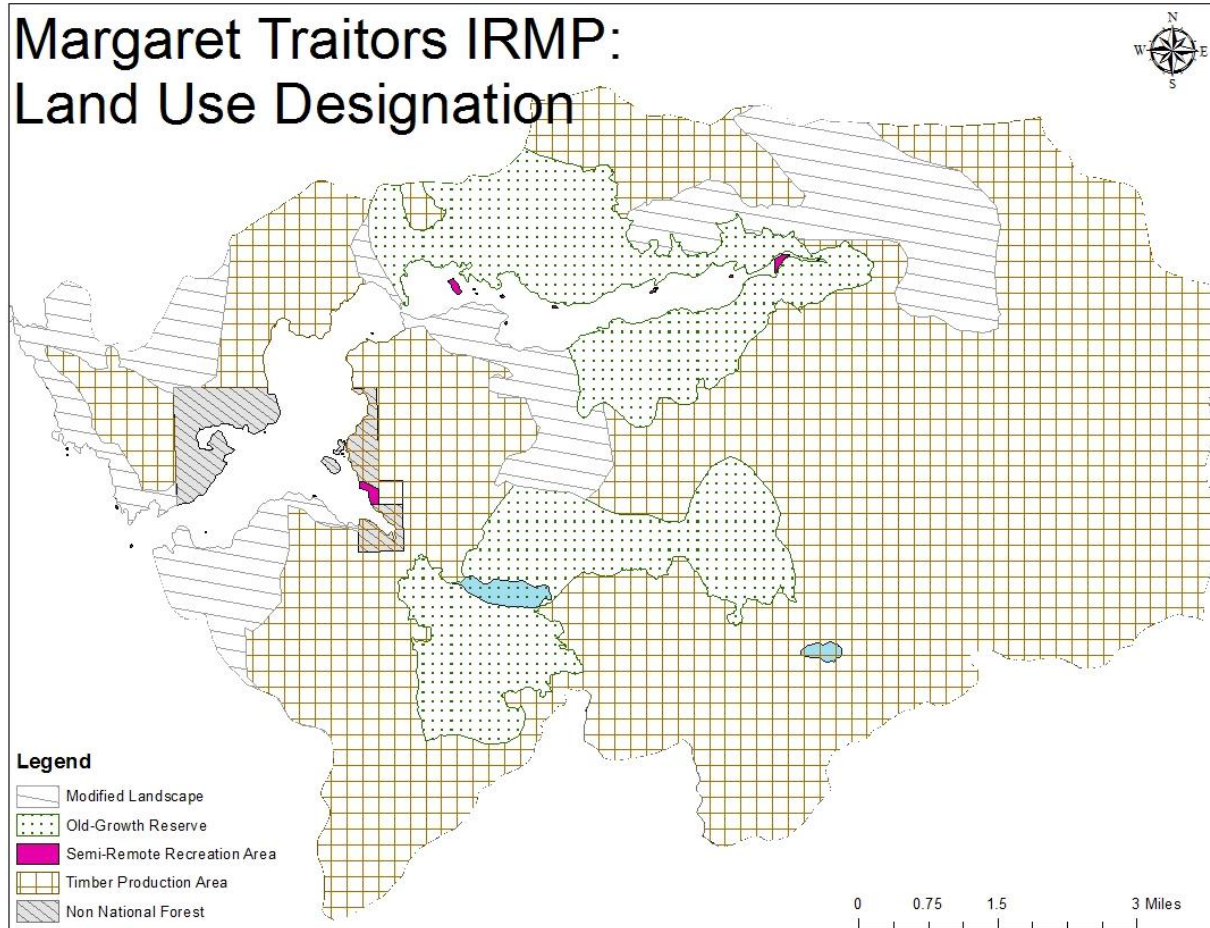 Margaret Traitors IRMP:
Land Use Designation
N
W E
S
Legend
Modified Landscape
Old-Growth Reserve
Semi-Remote Recreation Area
Timber Production Area
Non National Forest
0 0.75 1.5 3 Miles